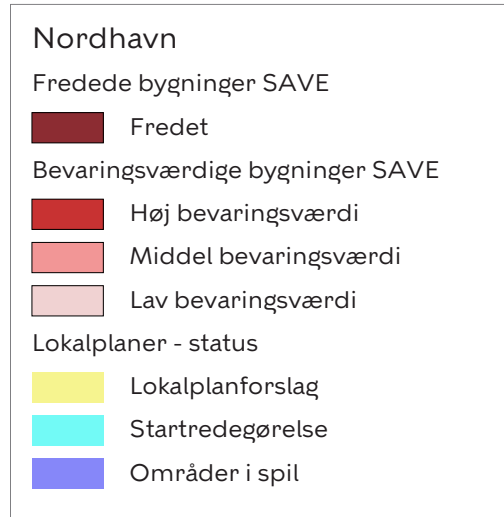 Nordhavn
Fredede bygninger SAVE
Fredet
Bevaringsværdige bygninger SAVE
Høj bevaringsværdi
Middel bevaringsværdi
Lav bevaringsværdi
Lokalplaner - status
Lokalplanforslag
Startredegørelse
Områder i spil